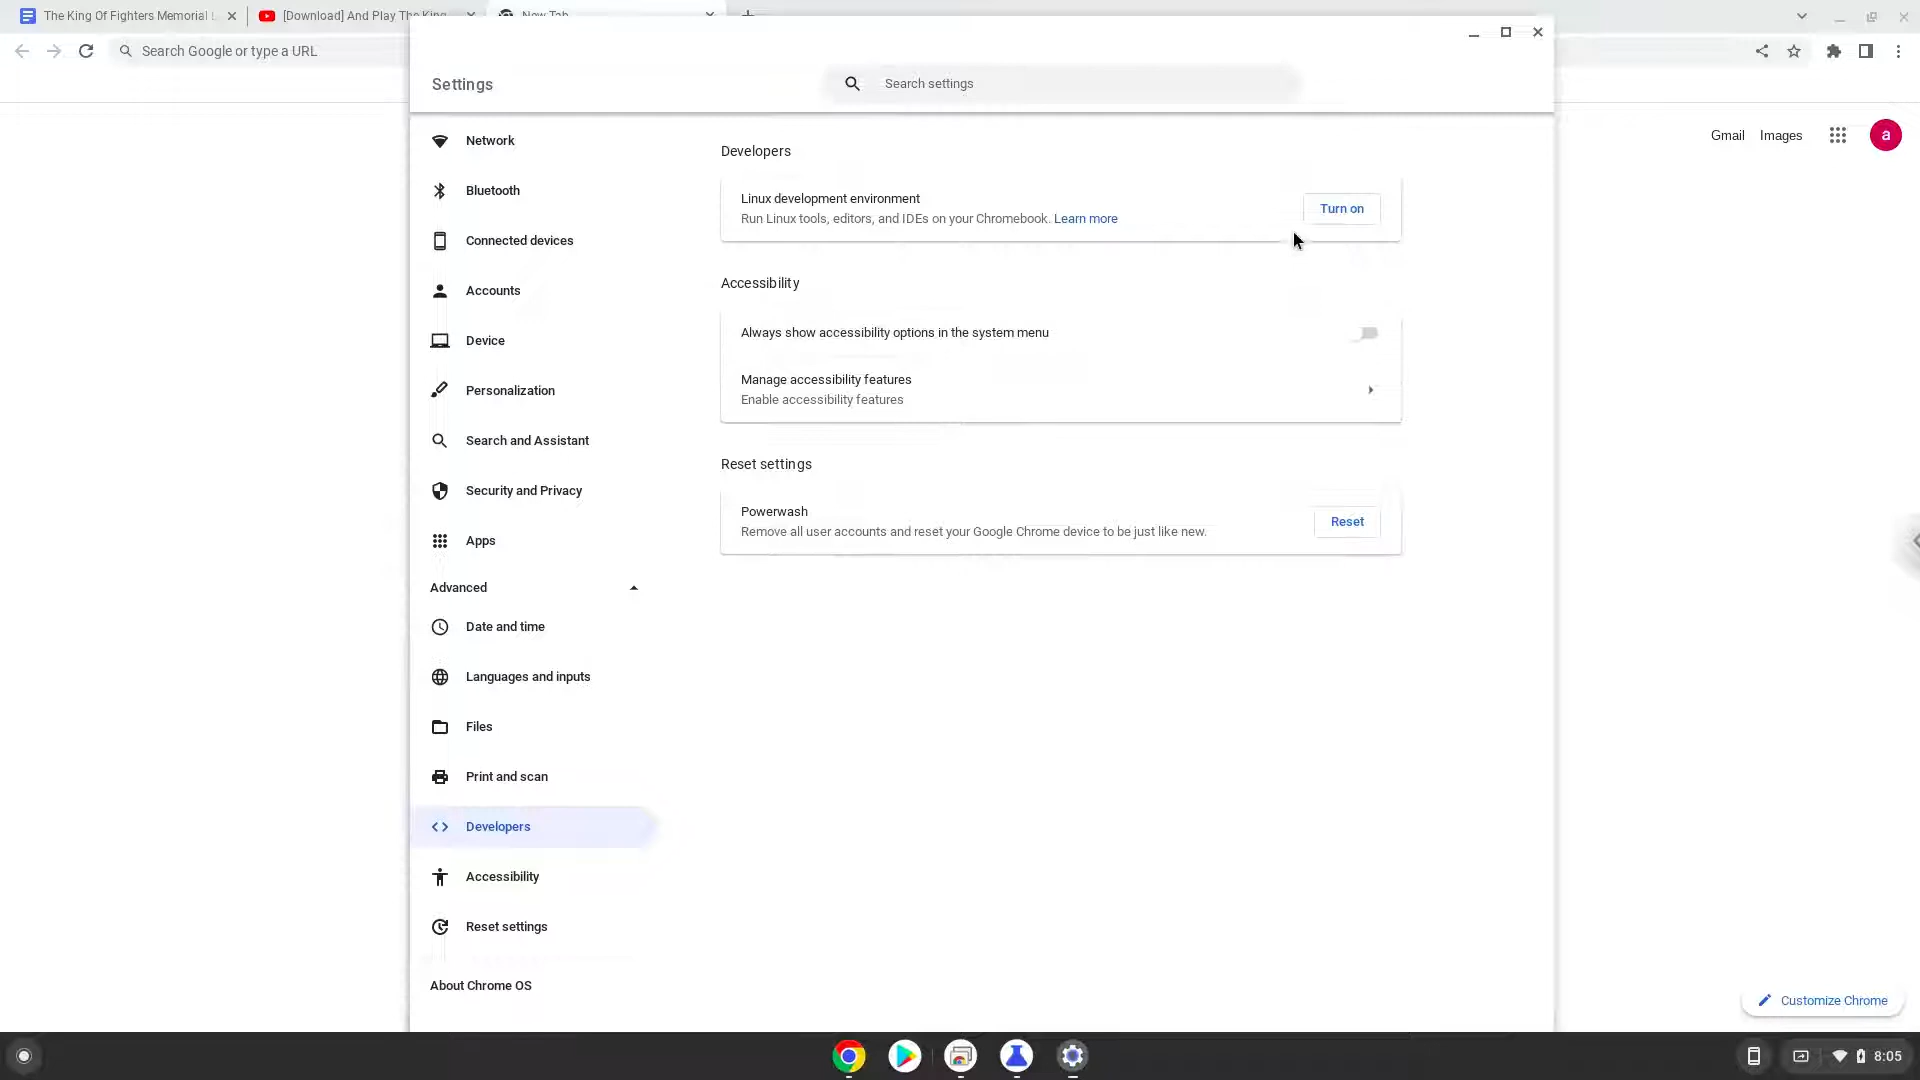 The King Of Fighters Memorial L
[Download] And Play The King
New Tab
Search Google or type a URL
Settings
Search settings
Gmail
Images
a
Network
Bluetooth
Connected devices
Accounts
Device
Personalization
Search and Assistant
Security and Privacy
Apps
Advanced
Date and time
Languages and inputs
Files
Print and scan
Developers
Accessibility
Reset settings
About Chrome OS
Developers
Linux development environment
Run Linux tools, editors, and IDEs on your Chromebook. Learn more
Turn on
Accessibility
Always show accessibility options in the system menu
Manage accessibility features
Enable accessibility features
Reset settings
Powerwash
Remove all user accounts and reset your Google Chrome device to be just like new.
Reset
Customize Chrome
8:05